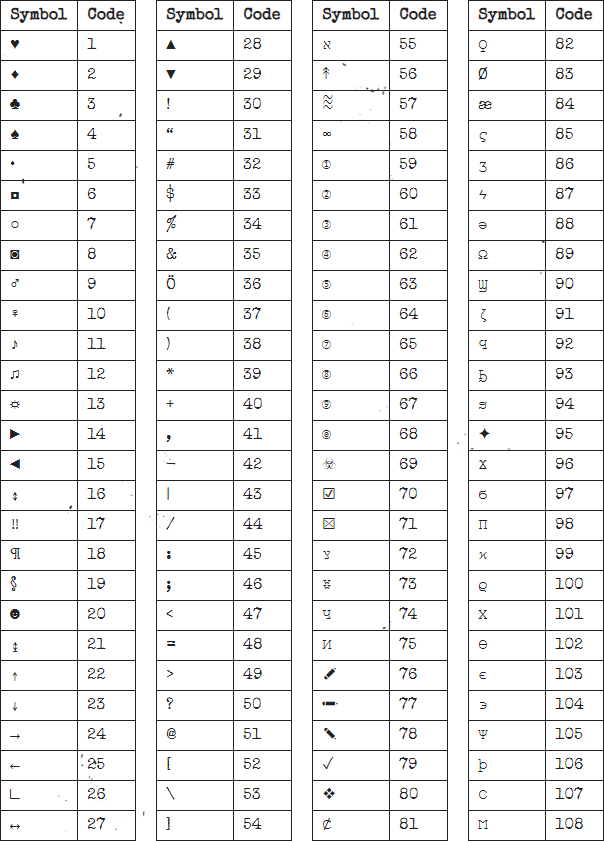 Symbol Code Symbol Code Symbol Code Symbol Code
♥ 1 ▲ 28 א 55 Q 82
♦ 2 ▼ 29 ↟ 56 Ø 83
♣ 3 ! 30 ≋ 57 æ 84
♠ 4 “ 31 ∞ 58 ς 85
• 5 # 32 ① 59 ʒ 86
◘ 6 $ 33 ② 60 ϟ 87
○ 7 % 34 ③ 61 ə 88
◙ 8 & 35 ④ 62 Ω 89
♂ 9 Ö 36 ⑤ 63 Ϣ 90
♀ 10 ( 37 ⑥ 64 ζ 91
♪ 11 ) 38 ⑦ 65 ϥ 92
♫ 12 * 39 ⑧ 66 Ϧ 93
☼ 13 + 40 ⑨ 67 78 94
► 14 , 41 ⓪ 68 ✦ 95
◄ 15 − 42 ☣ 69 Ϫ 96
↕ 16 | 43 ☑ 70 ϭ 97
‼ 17 / 44 ☒ 71 Π 98
¶ 18 : 45 ɤ 72 ϰ 99
§ 19 ; 46 ӝ 73 ϱ 100
☻ 20 < 47 Ч 74 X 101
↨ 21 = 48 И 75 ϴ 102
↑ 22 > 49 ✐ 76 ϵ 103
↓ 23 ? 50 ✏ 77 э 104
→ 24 @ 51 ✎ 78 Ψ 105
← 25 [ 52 √ 79 þ 106
∟ 26 \ 53 ❖ 80 C 107
↔ 27 ] 54 ₡ 81 M 108